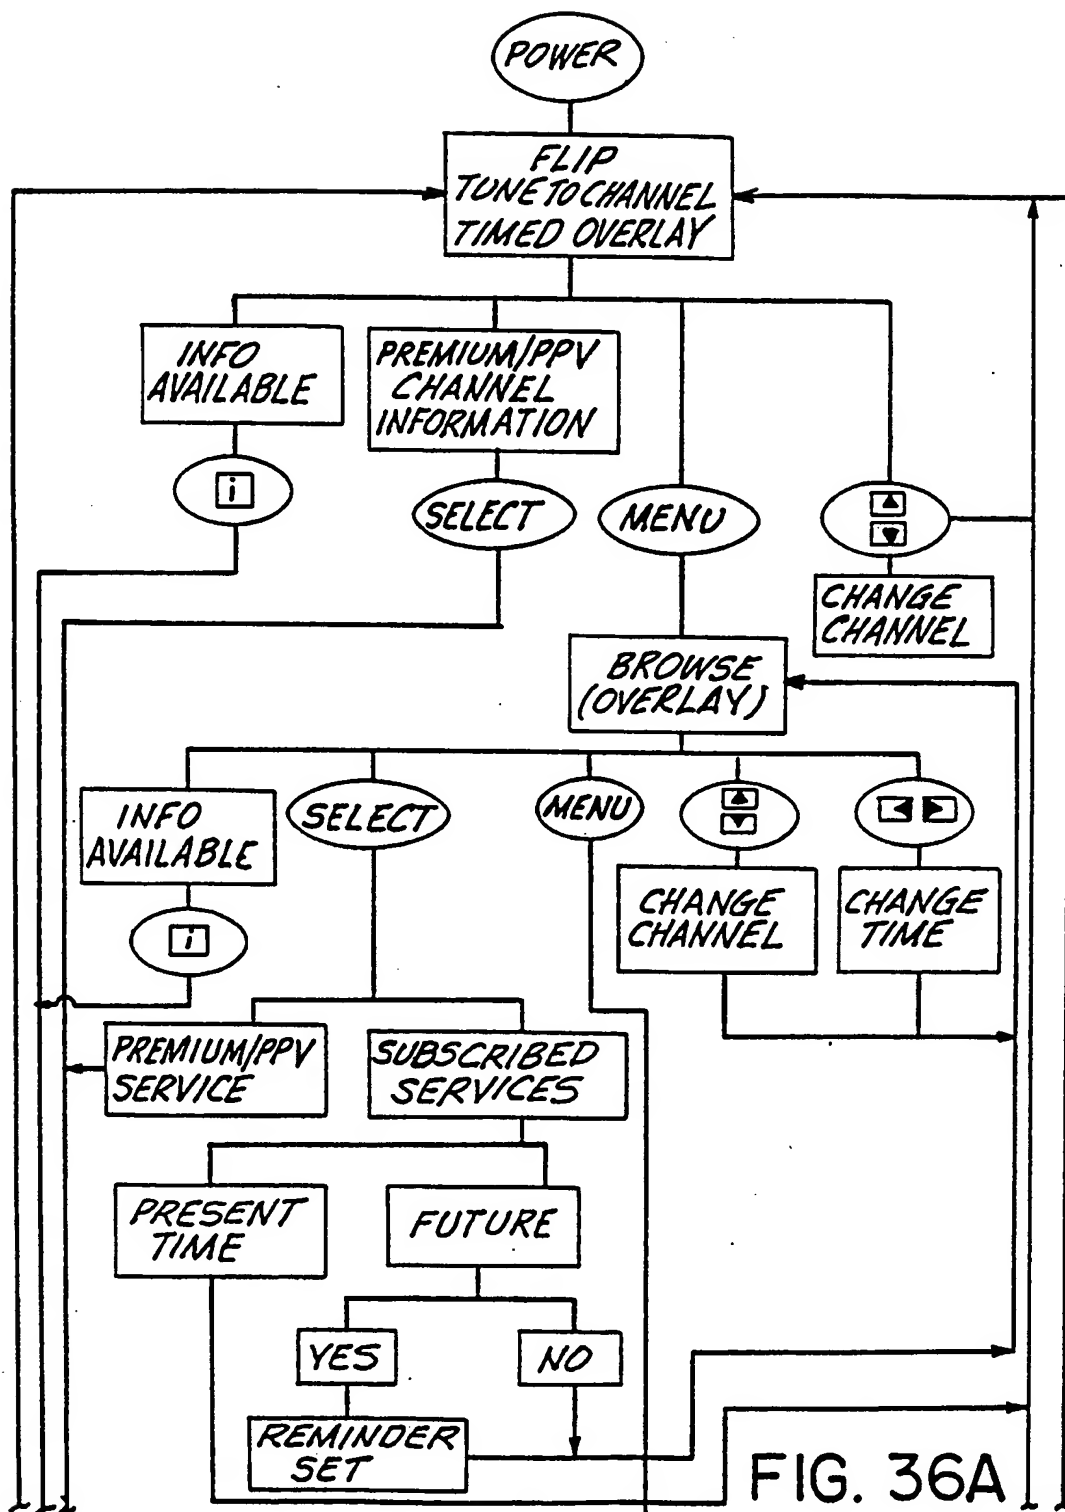 POWER
FLIP
TUNE TO CHANNEL
TIMED OVERLAY
INFO
AVAILABLE
PREMIUM/PPV
CHANNEL
INFORMATION
i
SELECT
MENU
CHANGE
CHANNEL
BROWSE
(OVERLAY)
INFO
AVAILABLE
SELECT
MENU
i
CHANGE
CHANNEL
CHANGE
TIME
PREMIUM/PPV
SERVICE
SUBSCRIBED
SERVICES
PRESENT
TIME
FUTURE
YES
NO
REMINDER
SET
FIG. 36A